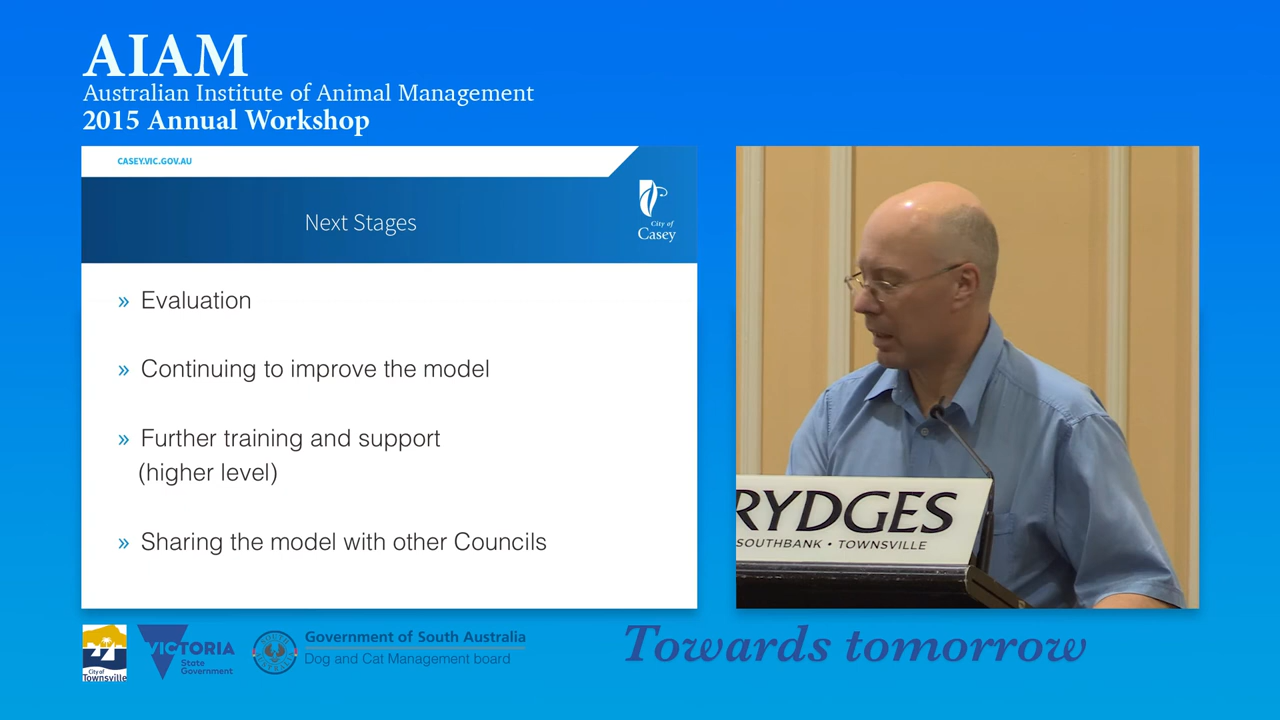 AIAM
Australian Institute of Animal Management
2015 Annual Workshop
CASEY.VIC.GOV.AU
Next Stages
City of
Casey
» Evaluation
» Continuing to improve the model
» Further training and support
(higher level)
» Sharing the model with other Councils
RYDGES
SOUTHBANK • TOWNSVILLE
City of
Townsville
VICTORIA
State
Government
Government of South Australia
Dog and Cat Management board
Towards tomorrow